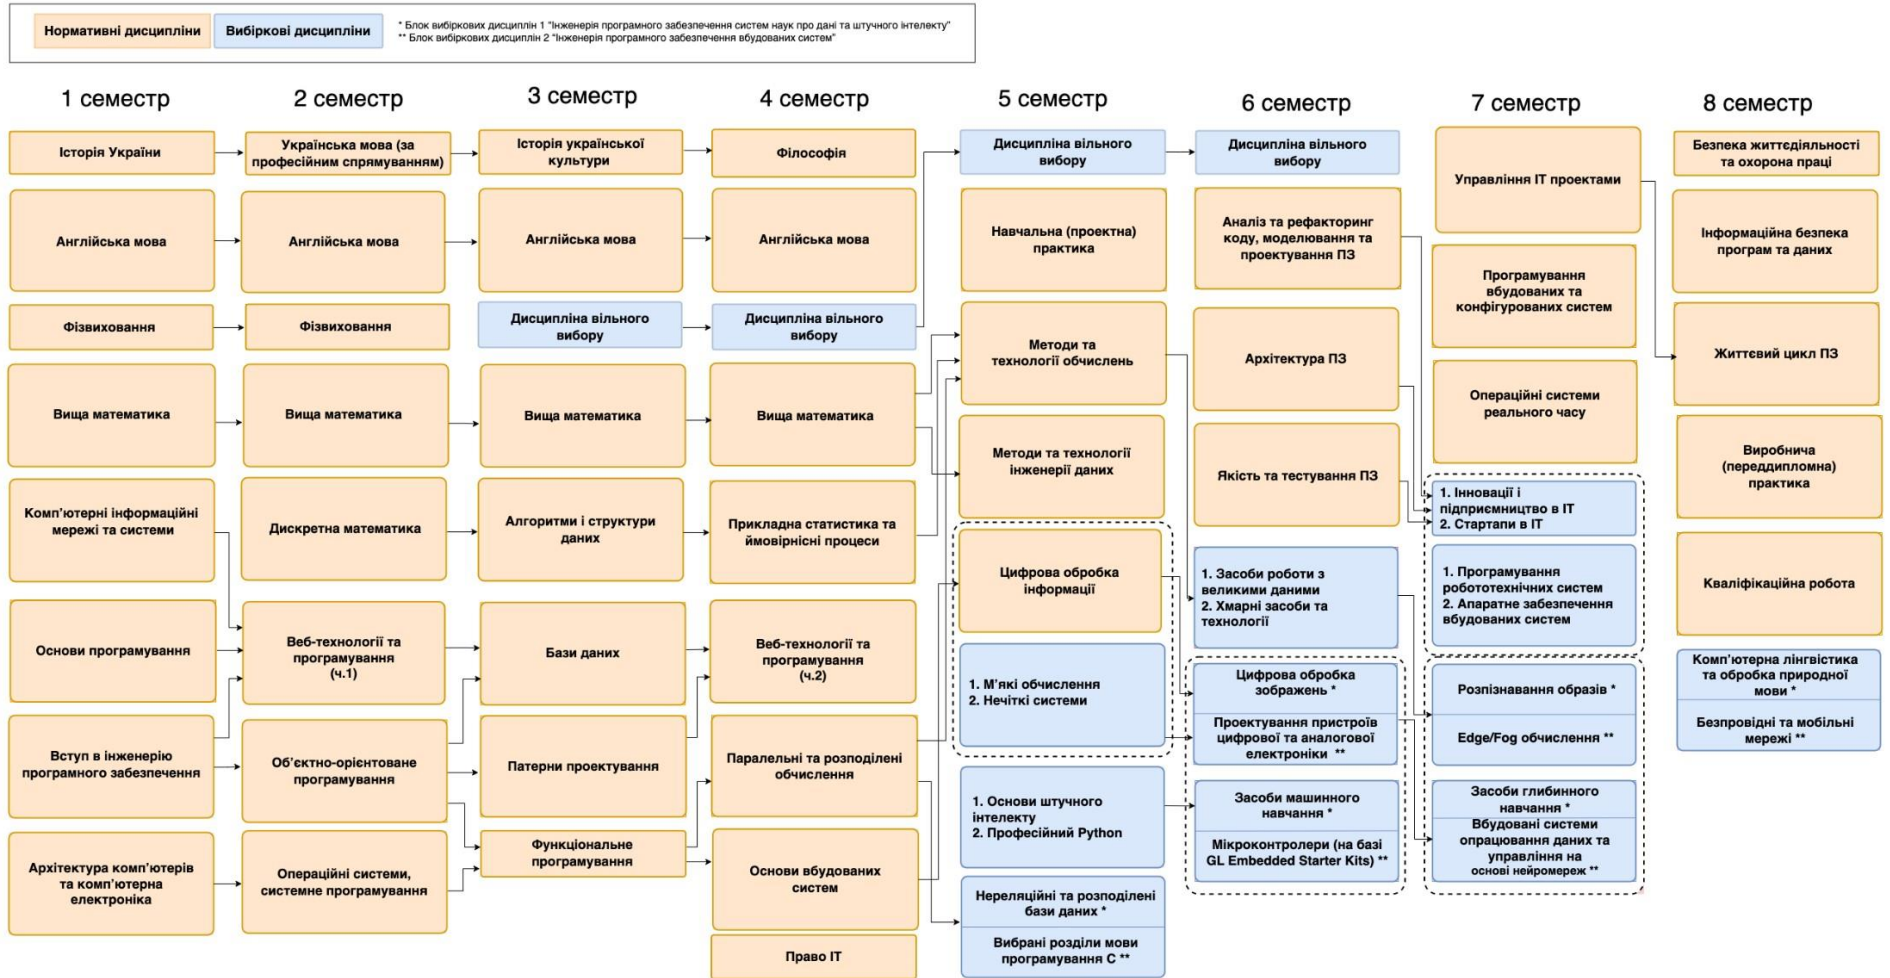 Нормативні дисципліни
Вибіркові дисципліни
* Блок вибіркових дисциплін 1 "Інженерія програмного забезпечення систем наук про дані та штучного інтелекту"
** Блок вибіркових дисциплін 2 "Інженерія програмного забезпечення вбудованих систем"
1 семестр
Історія України
Англійська мова
Фізвиховання
Вища математика
Комп'ютерні інформаційні
мережі та системи
Основи програмування
Вступ в інженерію
програмного забезпечення
Архітектура комп'ютерів
та комп'ютерна
електроніка
2 семестр
Українська мова (за
професійним спрямуванням)
Англійська мова
Фізвиховання
Вища математика
Дискретна математика
Веб-технології та
програмування
(ч.1)
Об'єктно-орієнтоване
програмування
Операційні системи,
системне програмування
3 семестр
Історія української
культури
Англійська мова
Дисципліна вільного
вибору
Вища математика
Алгоритми і структури
даних
Бази даних
Патерни проектування
Функціональне
програмування
4 семестр
Філософія
Англійська мова
Дисципліна вільного
вибору
Вища математика
Прикладна статистика та
ймовірнісні процеси
Веб-технології та
програмування
(ч.2)
Паралельні та розподілені
обчислення
Основи вбудованих
систем
Право ІТ
5 семестр
Дисципліна вільного
вибору
Навчальна (проектна)
практика
Методи та
технології обчислень
Методи та технології
інженерії даних
Цифрова обробка
інформації
1. М'які обчислення
2. Нечіткі системи
1. Основи штучного
інтелекту
2. Професійний Python
Нереляційні та розподілені
бази даних *
Вибрані розділи мови
програмування С **
6 семестр
Дисципліна вільного
вибору
Аналіз та рефакторинг
коду, моделювання та
проектування ПЗ
Архітектура ПЗ
Якість та тестування ПЗ
1. Засоби роботи з
великими даними
2. Хмарні засоби та
технології
Цифрова обробка
зображень *
Проектування пристроїв
цифрової та аналогової
електроніки **
Засоби машинного
навчання *
Мікроконтролери (на базі
GL Embedded Starter Kits) **
7 семестр
Управління ІТ проектами
Програмування
вбудованих та
конфігурованих систем
Операційні системи
реального часу
1. Інновації і
підприємництво в ІТ
2. Стартапи в ІТ
1. Програмування
робототехнічних систем
2. Апаратне забезпечення
вбудованих систем
Розпізнавання образів *
Edge/Fog обчислення **
Засоби глибинного
навчання *
Вбудовані системи
опрацювання даних та
управління на
основі нейромереж **
8 семестр
Безпека життєдіяльності
та охорона праці
Інформаційна безпека
програм та даних
Життєвий цикл ПЗ
Виробнича
(переддипломна)
практика
Кваліфікаційна робота
Комп'ютерна лінгвістика
та обробка природної
мови *
Безпровідні та мобільні
мережі **